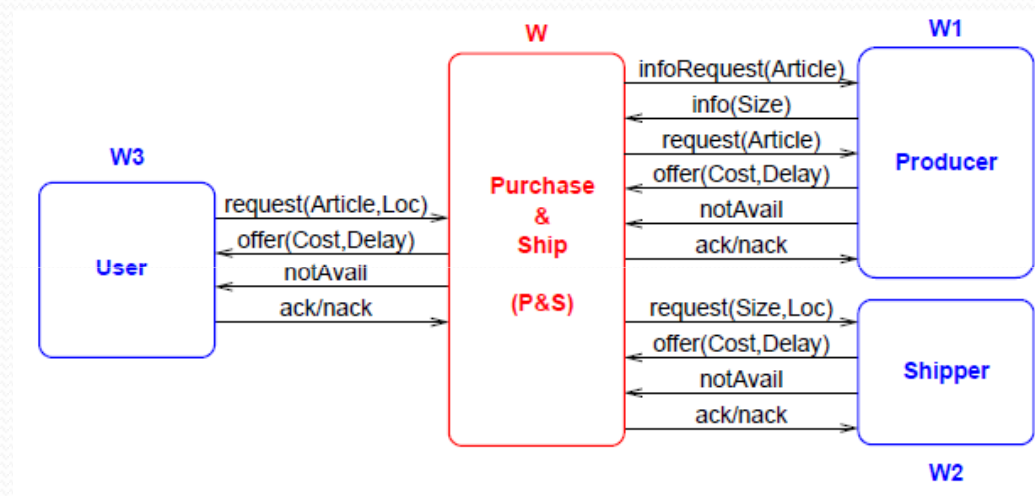 W3
User
request(Article,Loc)
offer(Cost,Delay)
notAvail
ack/nack
W
Purchase
&
Ship
(P&S)
infoRequest(Article)
info(Size)
request(Article)
offer(Cost,Delay)
notAvail
ack/nack
request(Size,Loc)
offer(Cost,Delay)
notAvail
ack/nack
W1
Producer
Shipper
W2